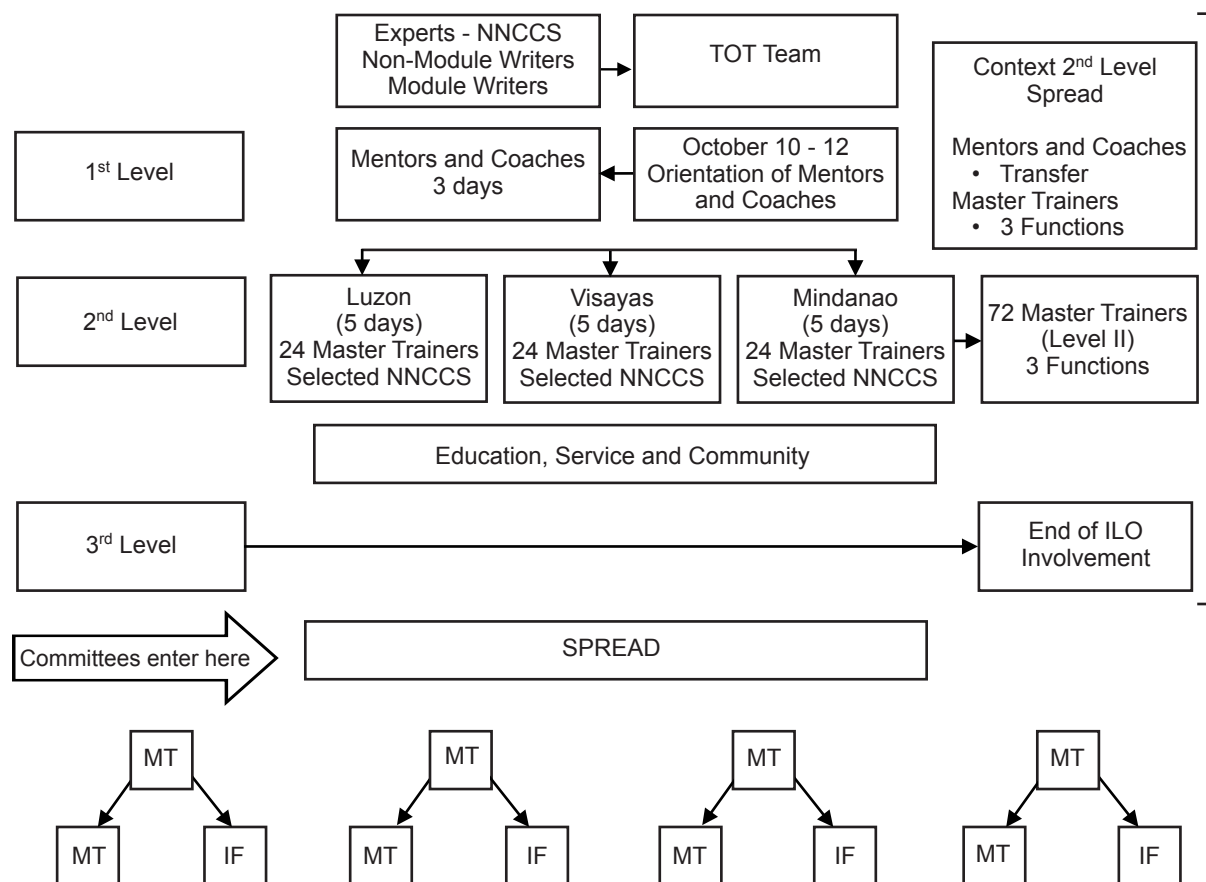 Experts - NNCCS
Non-Module Writers
Module Writers
TOT Team
Context 2nd Level
Spread
Mentors and Coaches
• Transfer
Master Trainers
• 3 Functions
1st Level
Mentors and Coaches
3 days
October 10 - 12
Orientation of Mentors
and Coaches
2nd Level
Luzon
(5 days)
24 Master Trainers
Selected NNCCS
Visayas
(5 days)
24 Master Trainers
Selected NNCCS
Mindanao
(5 days)
24 Master Trainers
Selected NNCCS
72 Master Trainers
(Level II)
3 Functions
Education, Service and Community
3rd Level
End of ILO
Involvement
Committees enter here
SPREAD
MT
MT
IF
MT
MT
IF
MT
MT
IF
MT
MT
IF